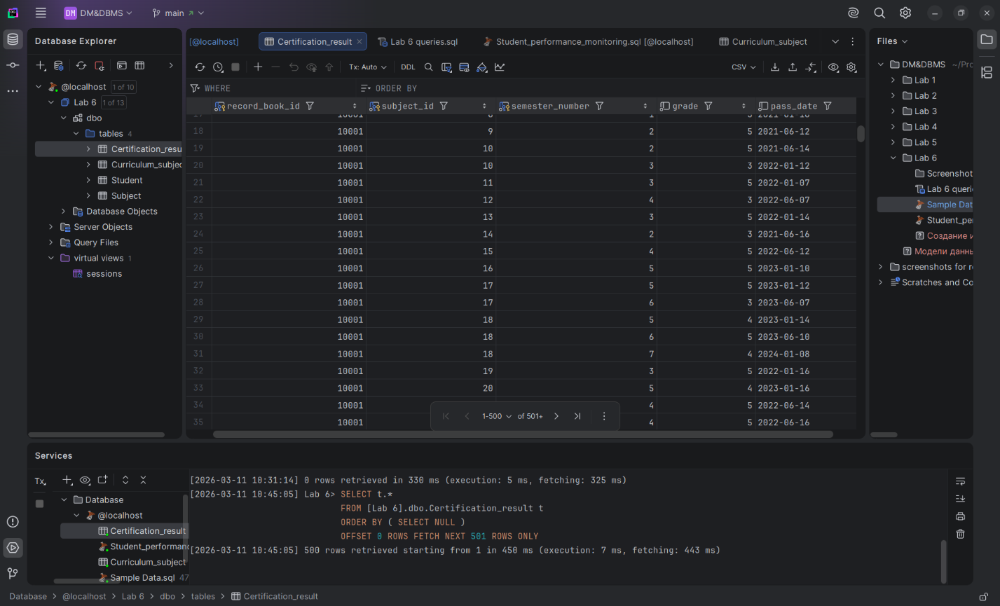 DM DM&DBMS main
Database Explorer
@localhost 1 of 10
Lab 6 1 of 13
dbo
tables 4
Certification_resu
Curriculum_subjec
Student
Subject
Database Objects
Server Objects
Query Files
virtual views 1
sessions
[@localhost] Certification_result Lab 6 queries.sql Student_performance_monitoring.sql [@localhost] Curriculum_subject
Tx: Auto DDL CSV
WHERE ORDER BY
record_book_id subject_id semester_number grade pass_date
18 10001 9 2 5 2021-06-12
19 10001 10 2 5 2021-06-14
20 10001 10 3 3 2022-01-12
21 10001 11 3 5 2022-01-07
22 10001 12 4 3 2022-06-07
23 10001 13 3 5 2022-01-14
24 10001 14 2 3 2021-06-16
25 10001 15 4 5 2022-06-12
26 10001 16 5 5 2023-01-10
27 10001 17 5 5 2023-01-12
28 10001 17 6 3 2023-06-07
29 10001 18 5 4 2023-01-14
30 10001 18 6 5 2023-06-10
31 10001 18 7 4 2024-01-08
32 10001 19 3 5 2022-01-16
33 10001 20 5 4 2023-01-16
34 10001 4 5 2022-06-14
35 10001 4 5 2022-06-16
1-500 of 501+
Files
DM&DBMS ~/Pro
Lab 1
Lab 2
Lab 3
Lab 4
Lab 5
Lab 6
Screenshot
Lab 6 queri
Sample Dat
Student_per
Создание и
Модели данны
screenshots for re
Scratches and Co
Services
Tx
Database
@localhost
Certification_result
Student_performanc
Curriculum_subject
Sample Data.sql 47
[2026-03-11 10:31:14] 0 rows retrieved in 330 ms (execution: 5 ms, fetching: 325 ms)
[2026-03-11 10:45:05] Lab 6> SELECT t.*
FROM [Lab 6].dbo.Certification_result t
ORDER BY ( SELECT NULL )
OFFSET 0 ROWS FETCH NEXT 501 ROWS ONLY
[2026-03-11 10:45:05] 500 rows retrieved starting from 1 in 450 ms (execution: 7 ms, fetching: 443 ms)
Database > @localhost > Lab 6 > dbo > tables > Certification_result